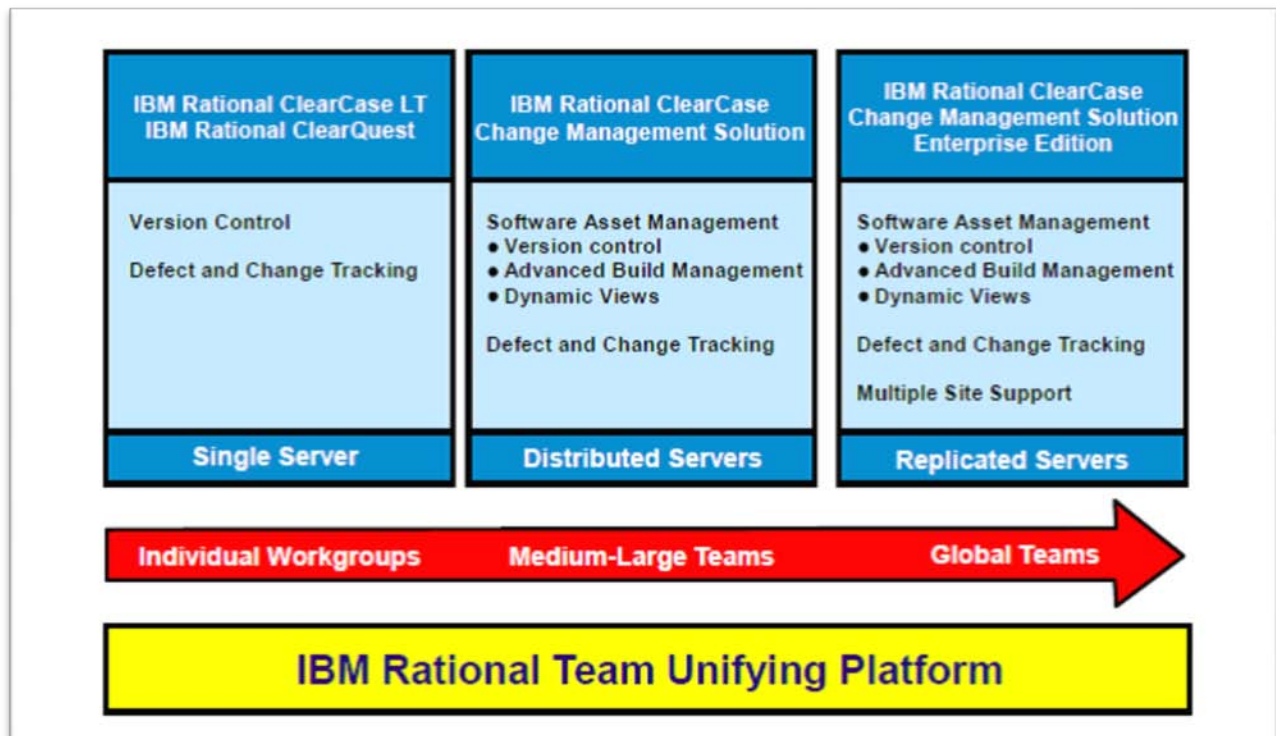 IBM Rational ClearCase LT
IBM Rational ClearQuest
Version Control
Defect and Change Tracking
Single Server
IBM Rational ClearCase
Change Management Solution
Software Asset Management
● Version control
● Advanced Build Management
● Dynamic Views
Defect and Change Tracking
Distributed Servers
IBM Rational ClearCase
Change Management Solution
Enterprise Edition
Software Asset Management
● Version control
● Advanced Build Management
● Dynamic Views
Defect and Change Tracking
Multiple Site Support
Replicated Servers
Individual Workgroups
Medium-Large Teams
Global Teams
IBM Rational Team Unifying Platform